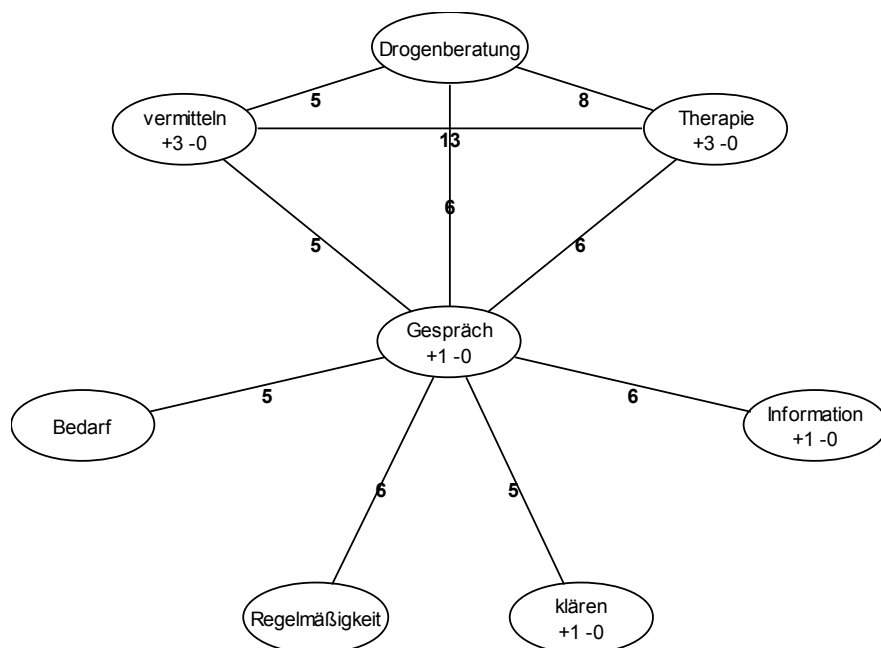 Drogenberatung
5
8
vermitteln
+3 -0
Therapie
+3 -0
13
6
5
6
Gespräch
+1 -0
5
6
Bedarf
Information
+1 -0
6
5
Regelmäßigkeit
klären
+1 -0